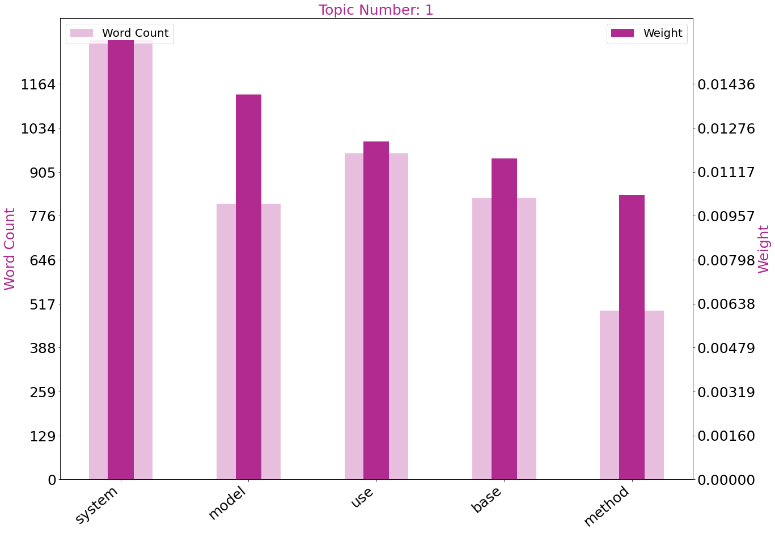 Topic Number: 1
Word Count
Weight
1164
1034
905
776
646
517
388
259
129
0
Word Count
0.01436
0.01276
0.01117
0.00957
0.00798
0.00638
0.00479
0.00319
0.00160
0.00000
Weight
system
model
use
base
method